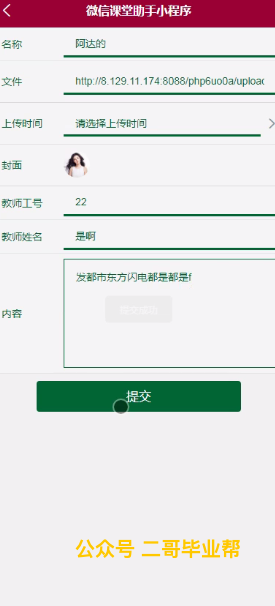 微信课堂助手小程序
名称 阿达的
文件 http://8.129.11.174:8088/php6uo0a/upload
上传时间 请选择上传时间
封面
教师工号 22
教师姓名 是啊
内容 发都市东方闪电都是都是f
提交
公众号 二哥毕业帮